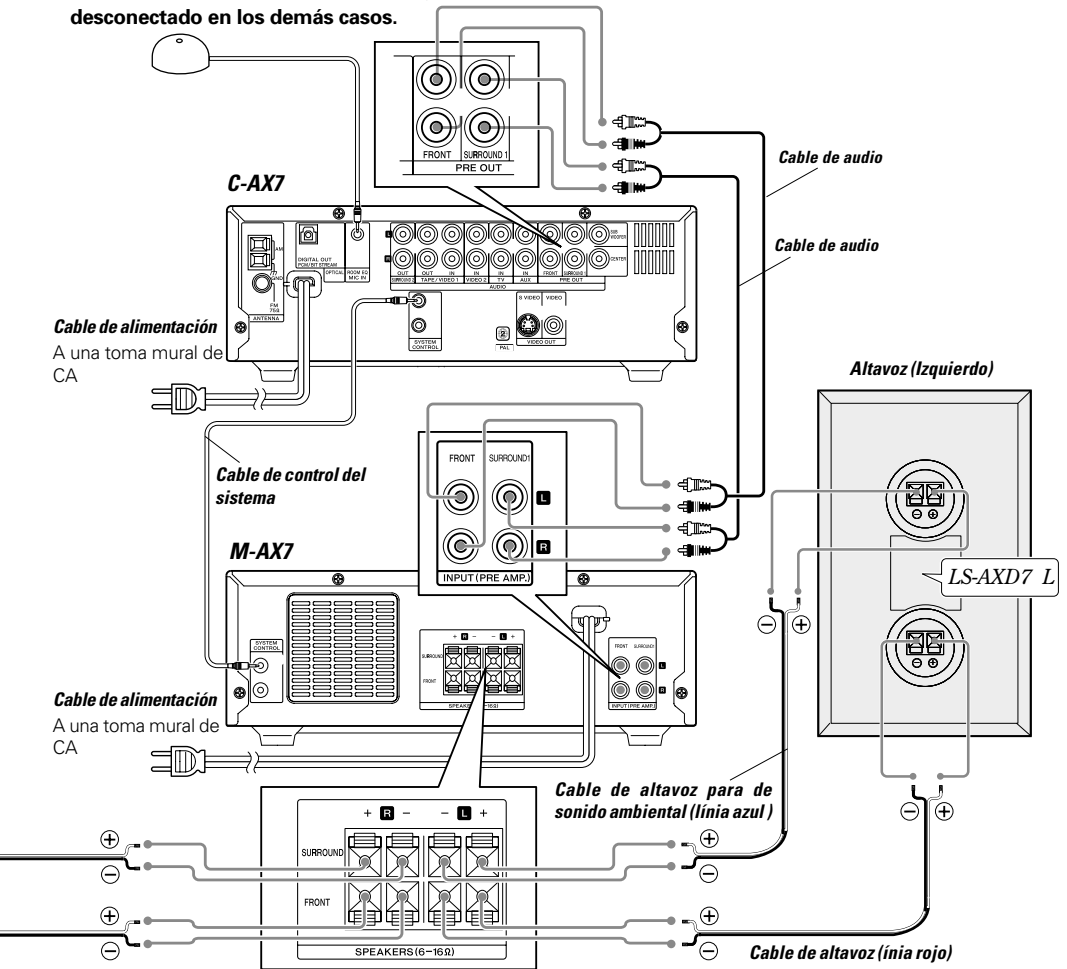 desconectado en los demás casos.
FRONT SURROUND 1
PRE OUT
Cable de audio
C-AX7
AM
GND
FM
75Ω
ANTENNA
DIGITAL OUT
PCM/BIT STREAM
OPTICAL
ROOM EQ
MIC IN
L
R
SUB
WOOFER
CENTER
OUT OUT IN IN IN IN FRONT SURROUND 1
SURROUND 2 TAPE/VIDEO 1 VIDEO 2 TV AUX PRE OUT
AUDIO
Cable de audio
S VIDEO VIDEO
SYSTEM
CONTROL
PAL
VIDEO OUT
Cable de alimentación
A una toma mural de
CA
Altavoz (Izquierdo)
Cable de control del
sistema
FRONT SURROUND1
L
R
INPUT (PRE AMP.)
⊖ ⊕
LS-AXD7 L
⊖ ⊕
⊖ ⊕
M-AX7
SYSTEM
CONTROL
+ R - - L +
SURROUND
FRONT
FRONT SURROUND1
L
R
INPUT (PRE AMP.)
Cable de alimentación
A una toma mural de
CA
Cable de altavoz para de
sonido ambiental (línia azul )
⊖ ⊕
+ R - - L +
SURROUND
FRONT
SPEAKERS (6-16Ω)
⊕ ⊕
⊖ ⊖
⊕ ⊕
⊖ ⊖
Cable de altavoz (ínia rojo)